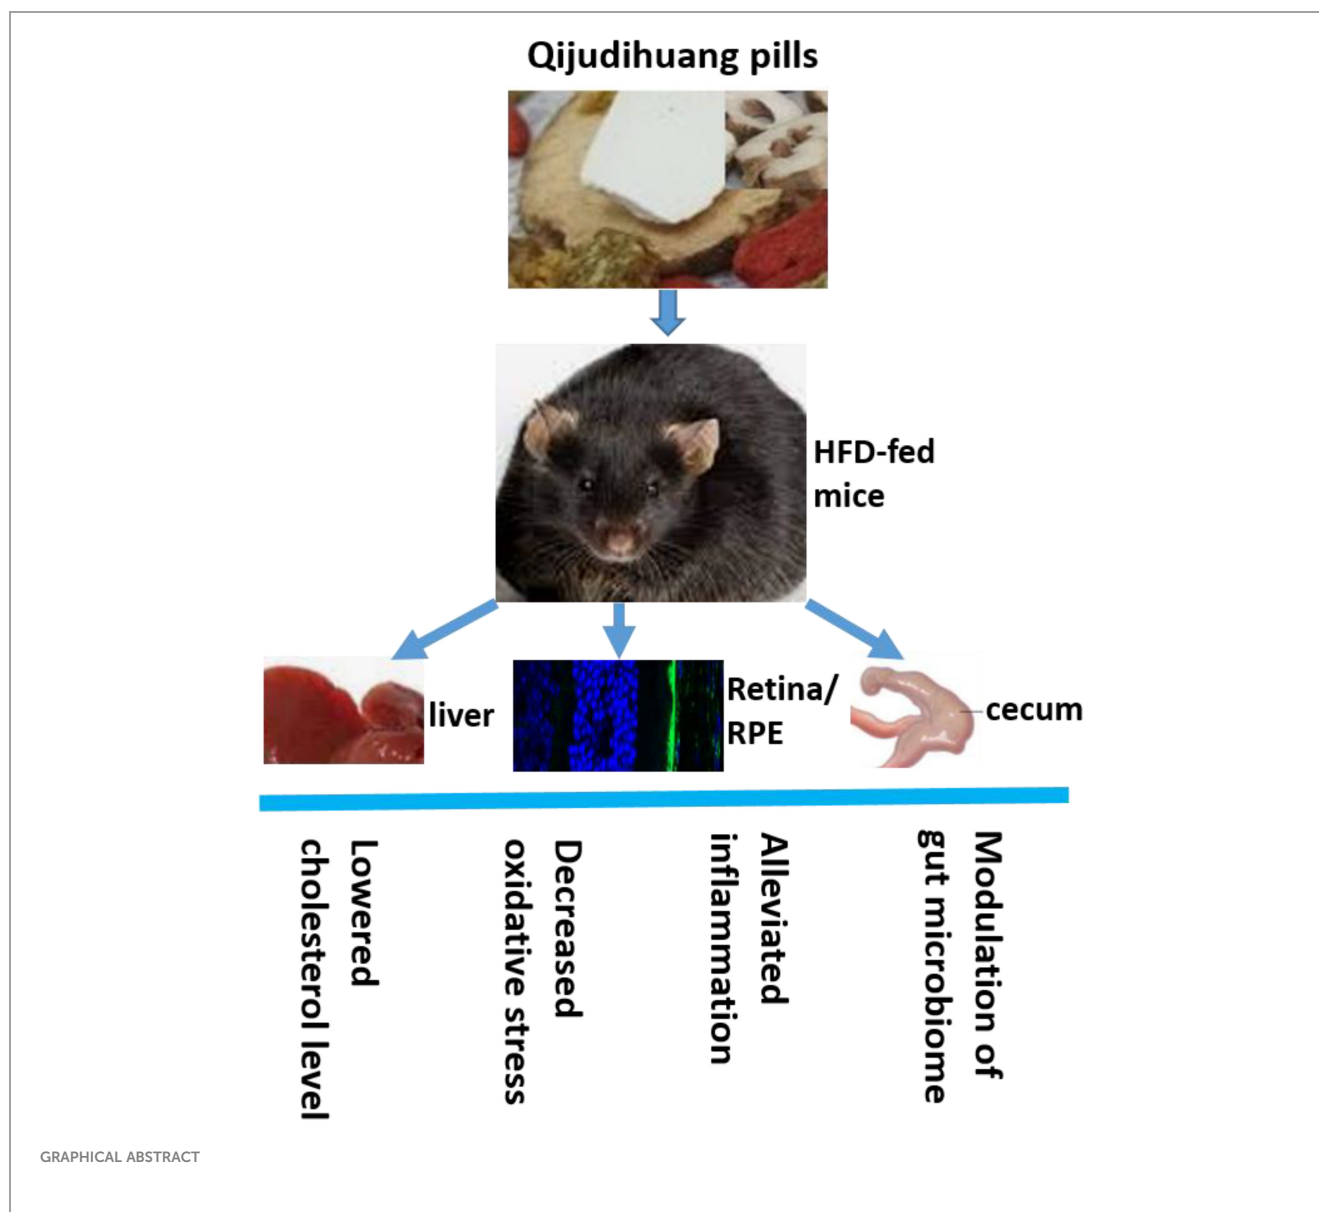 Qijudihuang pills
HFD-fed
mice
liver
Retina/
RPE
cecum
Lowered
cholesterol level
Decreased
oxidative stress
Alleviated
inflammation
Modulation of
gut microbiome
GRAPHICAL ABSTRACT